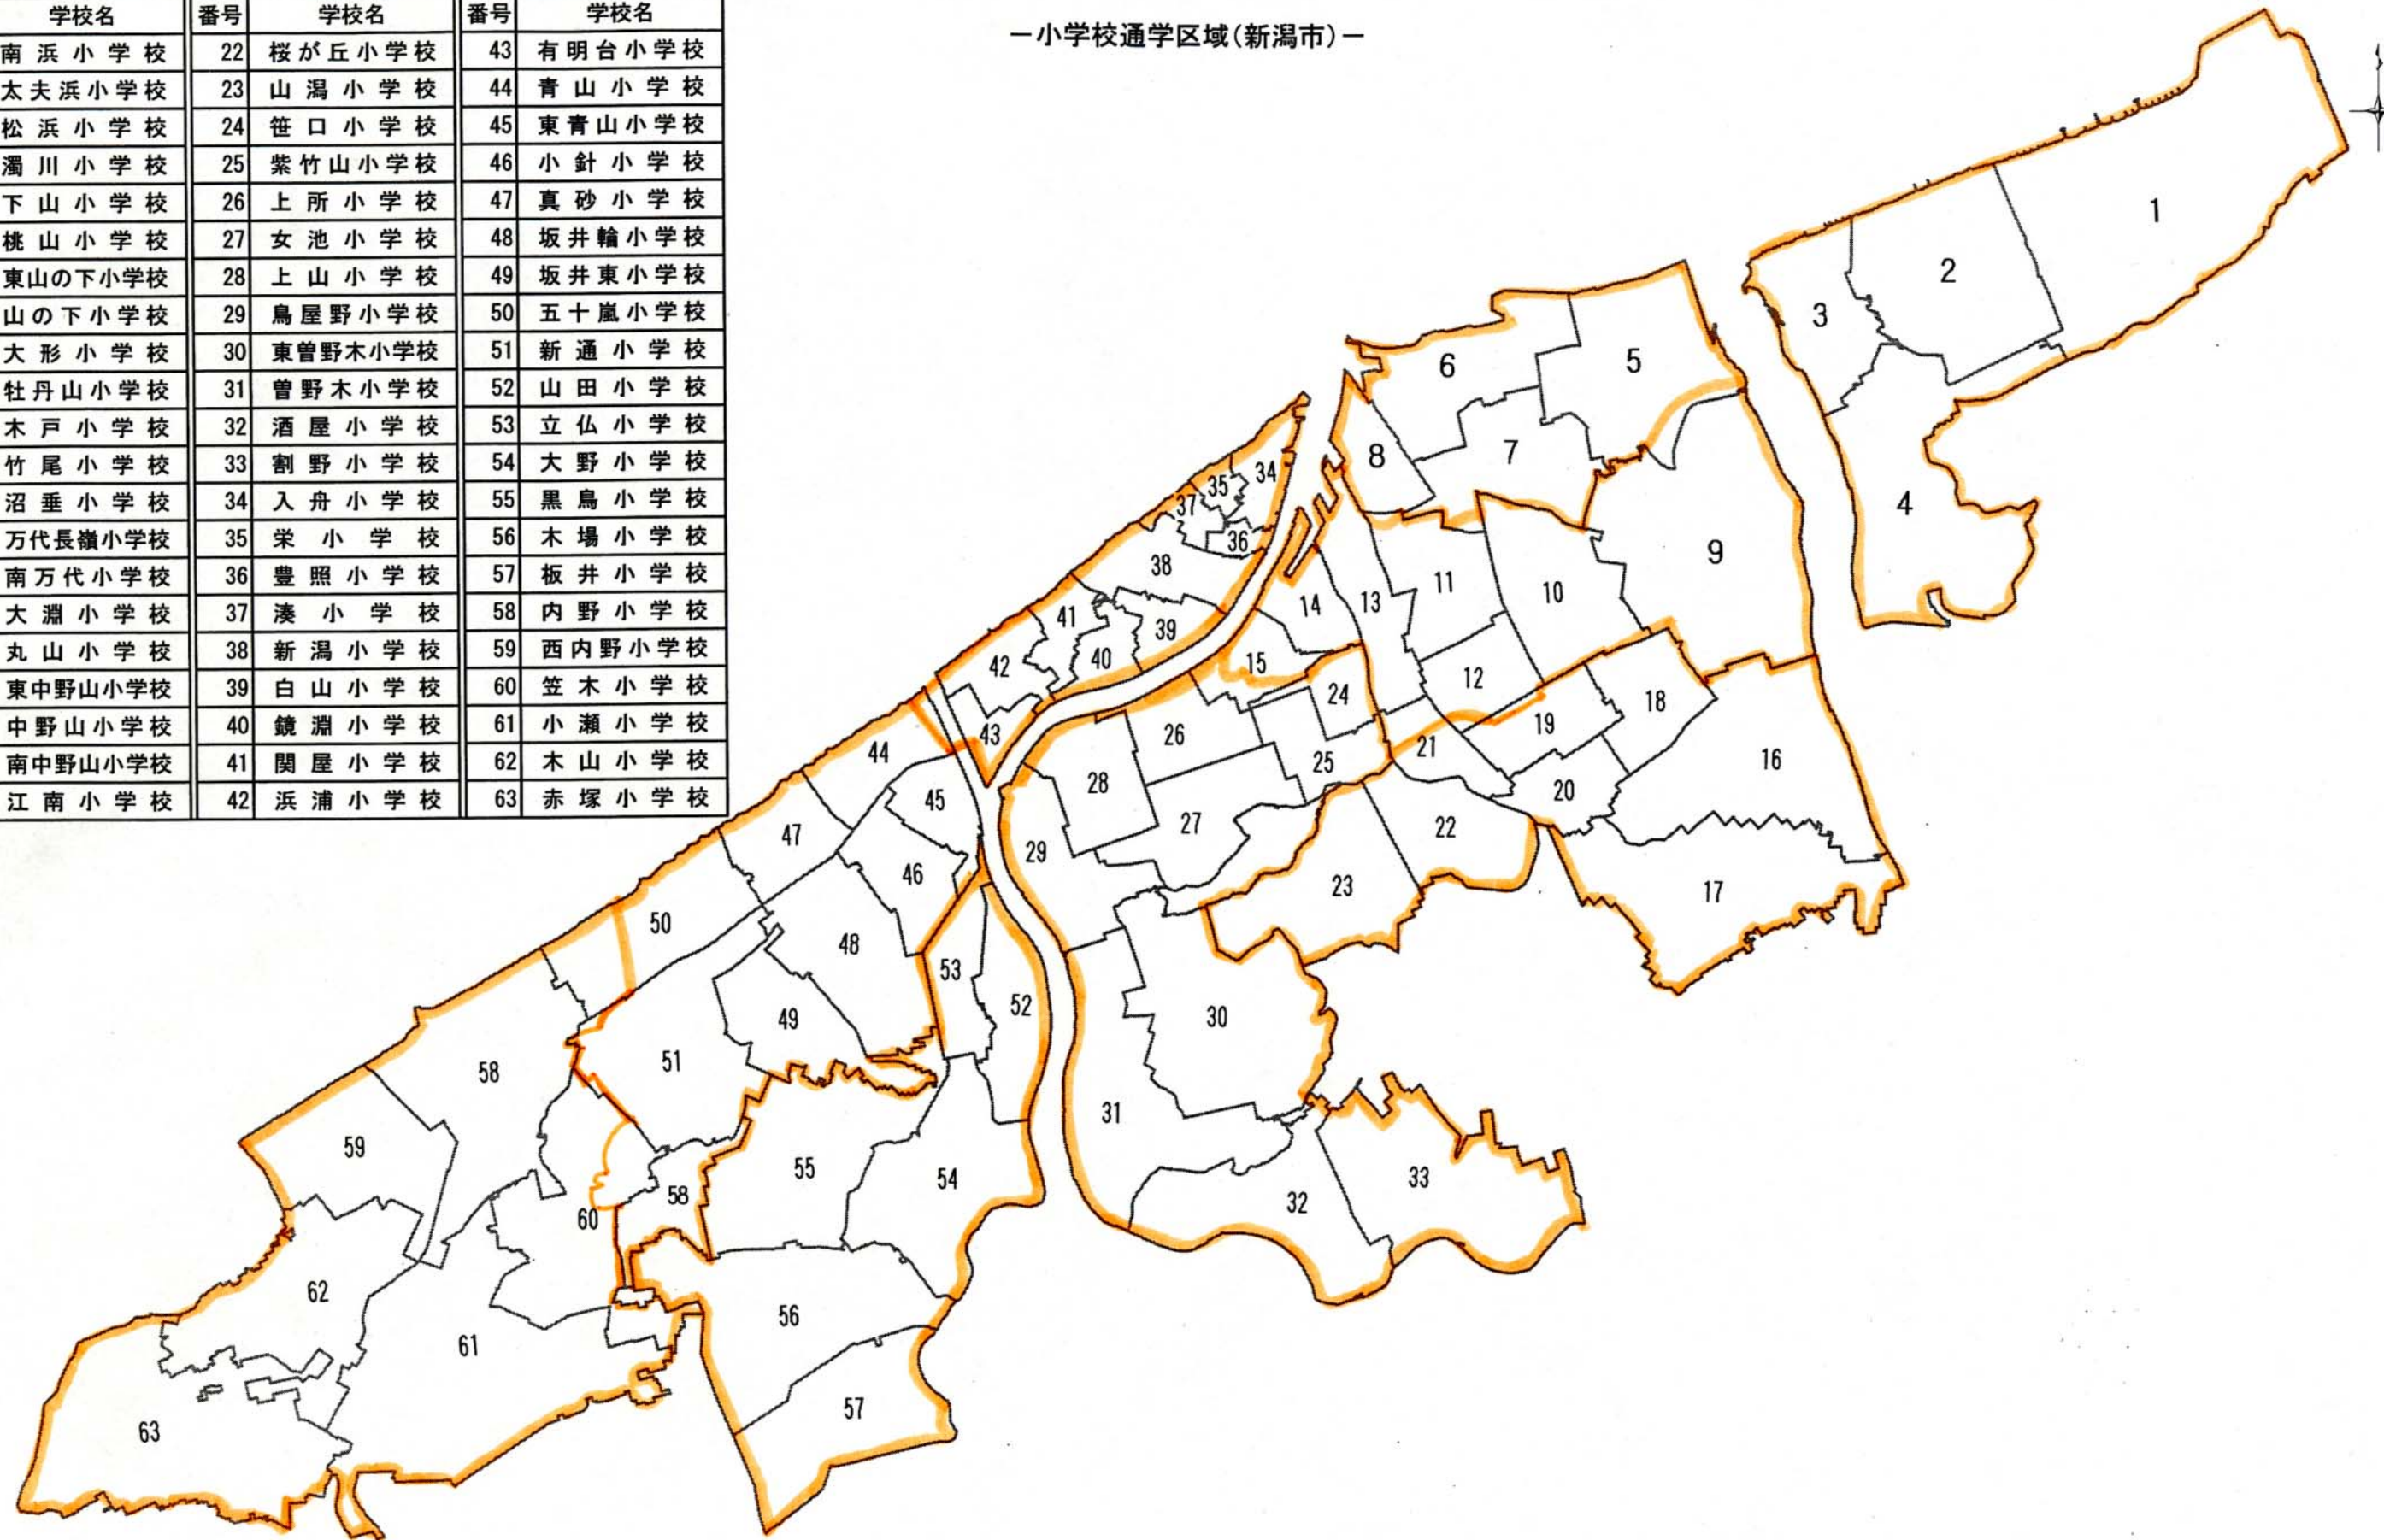 学校名 番号 学校名 番号 学校名
南浜小学校 22 桜が丘小学校 43 有明台小学校
太夫浜小学校 23 山潟小学校 44 青山小学校
松浜小学校 24 笹口小学校 45 東青山小学校
濁川小学校 25 紫竹山小学校 46 小針小学校
下山小学校 26 上所小学校 47 真砂小学校
桃山小学校 27 女池小学校 48 坂井輪小学校
東山の下小学校 28 上山小学校 49 坂井東小学校
山の下小学校 29 鳥屋野小学校 50 五十嵐小学校
大形小学校 30 東曽野木小学校 51 新通小学校
牡丹山小学校 31 曽野木小学校 52 山田小学校
木戸小学校 32 酒屋小学校 53 立仏小学校
竹尾小学校 33 割野小学校 54 大野小学校
沼垂小学校 34 入舟小学校 55 黒鳥小学校
万代長嶺小学校 35 栄小学校 56 木場小学校
南万代小学校 36 豊照小学校 57 板井小学校
大淵小学校 37 湊小学校 58 内野小学校
丸山小学校 38 新潟小学校 59 西内野小学校
東中野山小学校 39 白山小学校 60 笠木小学校
中野山小学校 40 鏡淵小学校 61 小瀬小学校
南中野山小学校 41 関屋小学校 62 木山小学校
江南小学校 42 浜浦小学校 63 赤塚小学校
－小学校通学区域(新潟市)－
1
2
3
4
5
6
7
8
9
10
11
12
13
14
15
16
17
18
19
20
21
22
23
24
25
26
27
28
29
30
31
32
33
34
35
36
37
38
39
40
41
42
43
44
45
46
47
48
49
50
51
52
53
54
55
56
57
58
58
59
60
61
62
63